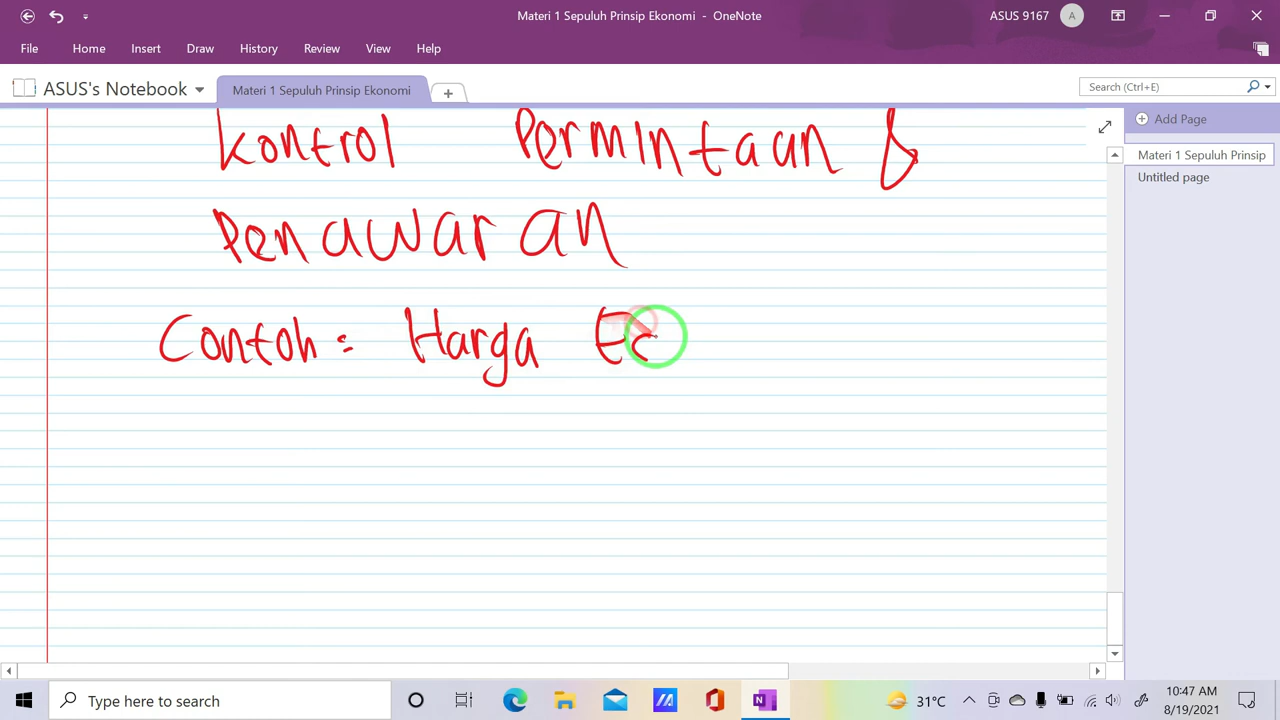 Materi 1 Sepuluh Prinsip Ekonomi - OneNote
ASUS 9167
A
File Home Insert Draw History Review View Help
ASUS's Notebook
Materi 1 Sepuluh Prinsip Ekonomi
Search (Ctrl+E)
Add Page
Materi 1 Sepuluh Prinsip
Untitled page
kontrol Permintaan &
Penawaran
Contoh: Harga
Type here to search
31°C
10:47 AM
8/19/2021